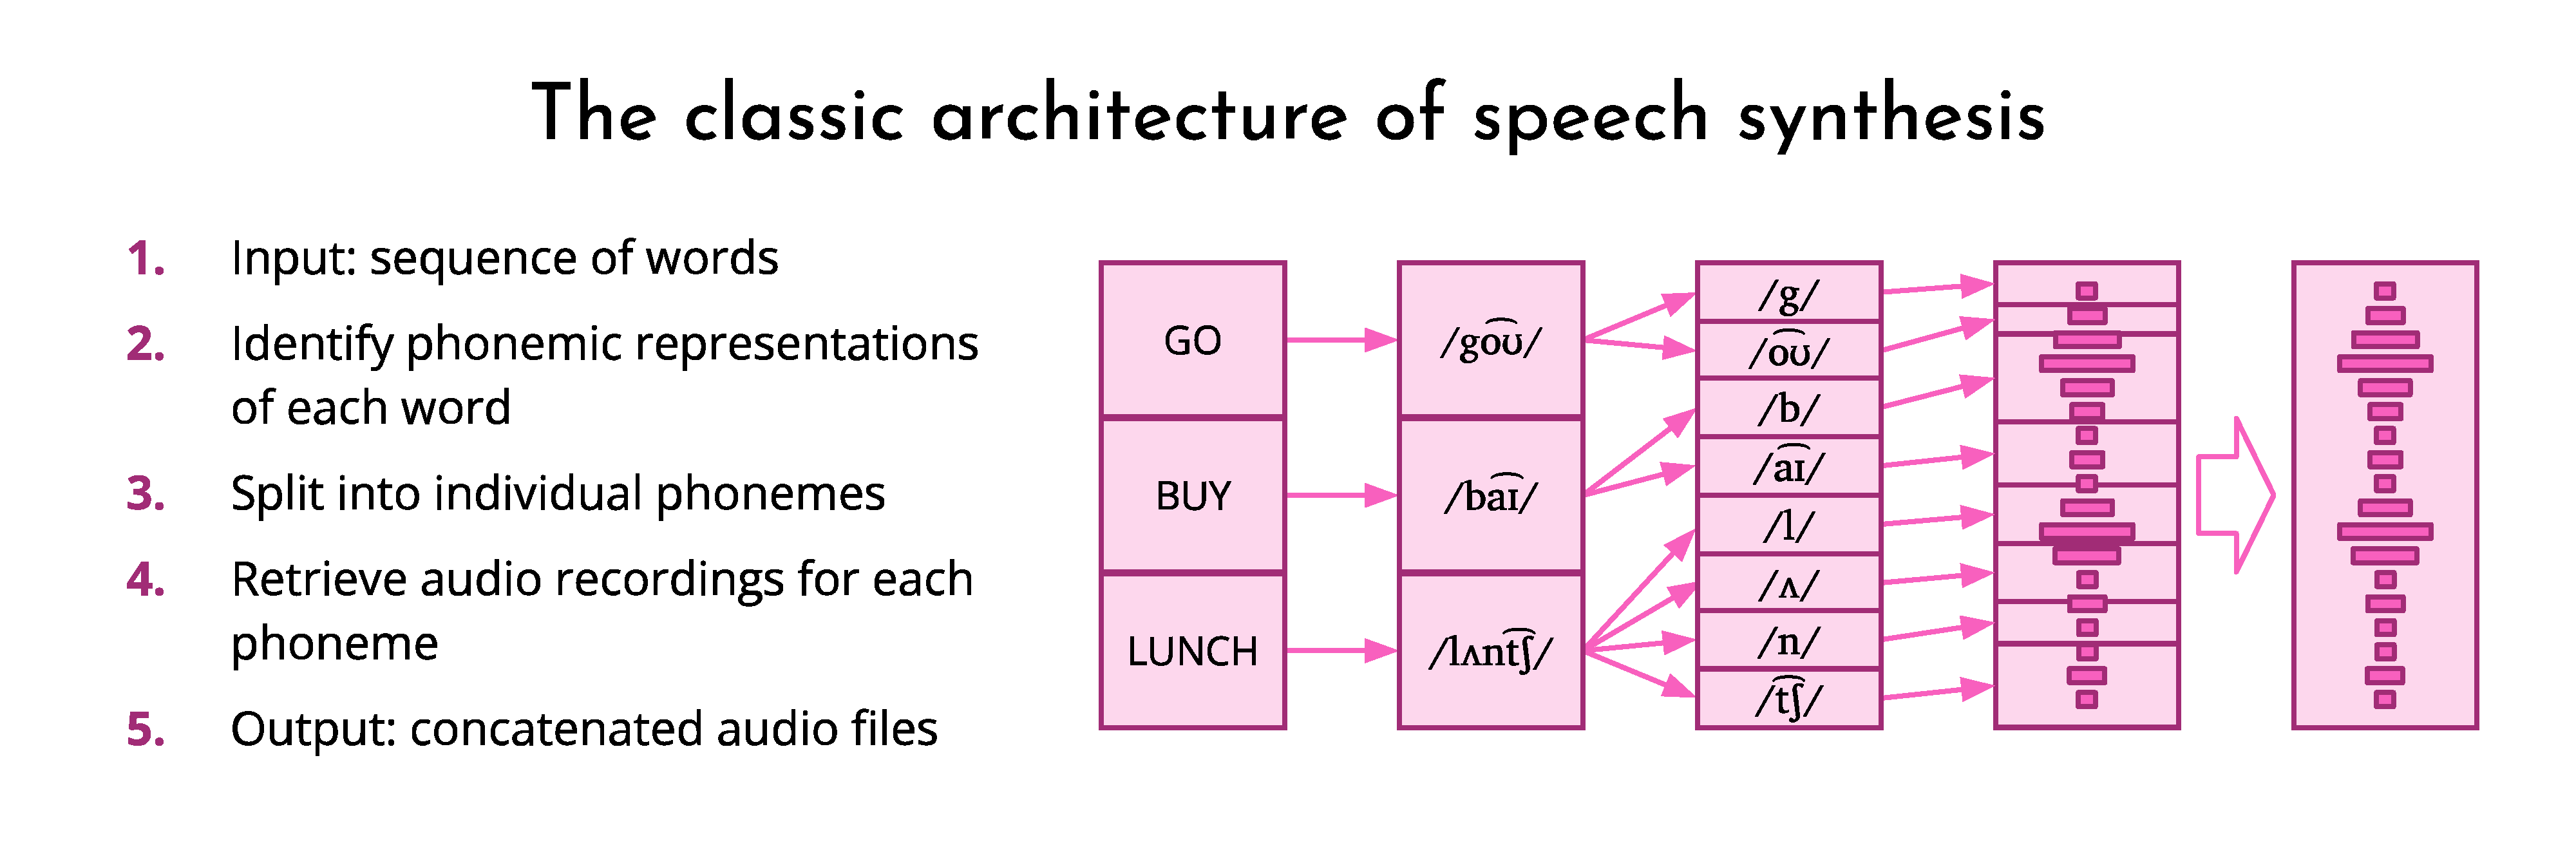 The classic architecture of speech synthesis
1. Input: sequence of words
2. Identify phonemic representations
of each word
3. Split into individual phonemes
4. Retrieve audio recordings for each
phoneme
5. Output: concatenated audio files
GO
BUY
LUNCH
/go͡ʊ/
/ba͡ɪ/
/lʌnt͡ʃ/
/g/
/o͡ʊ/
/b/
/a͡ɪ/
/l/
/ʌ/
/n/
/t͡ʃ/